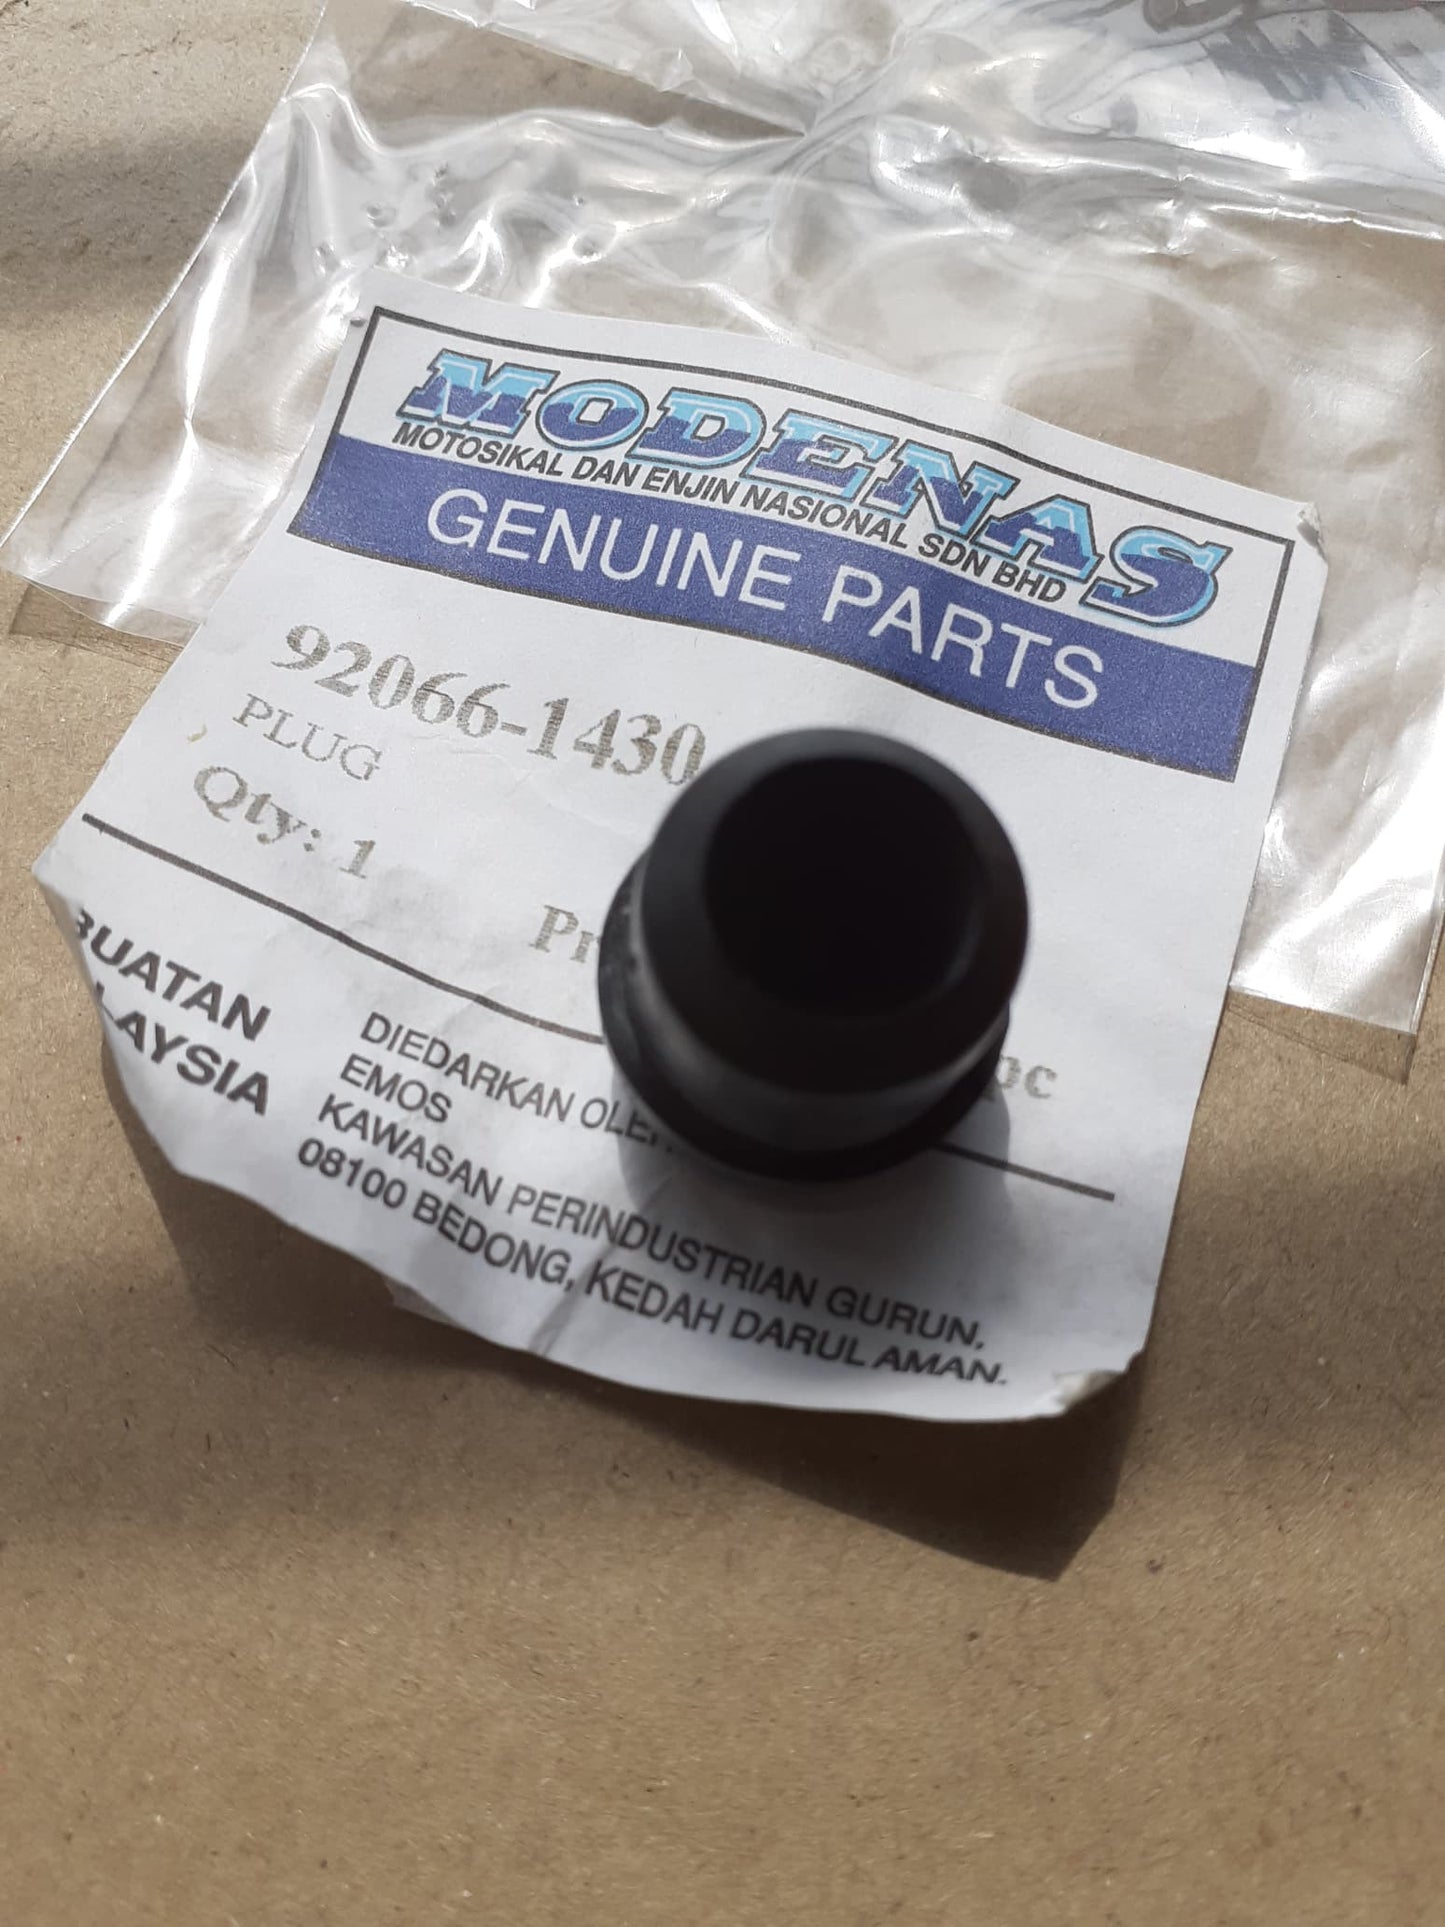 MODENAS
MOTOSIKAL DAN ENJIN NASIONAL SDN BHD
GENUINE PARTS
92066-1430
PLUG
Qty: 1
BUATAN
DIEDARKAN OLEH
EMOS
KAWASAN PERINDUSTRIAN GURUN,
08100 BEDONG, KEDAH DARUL AMAN.